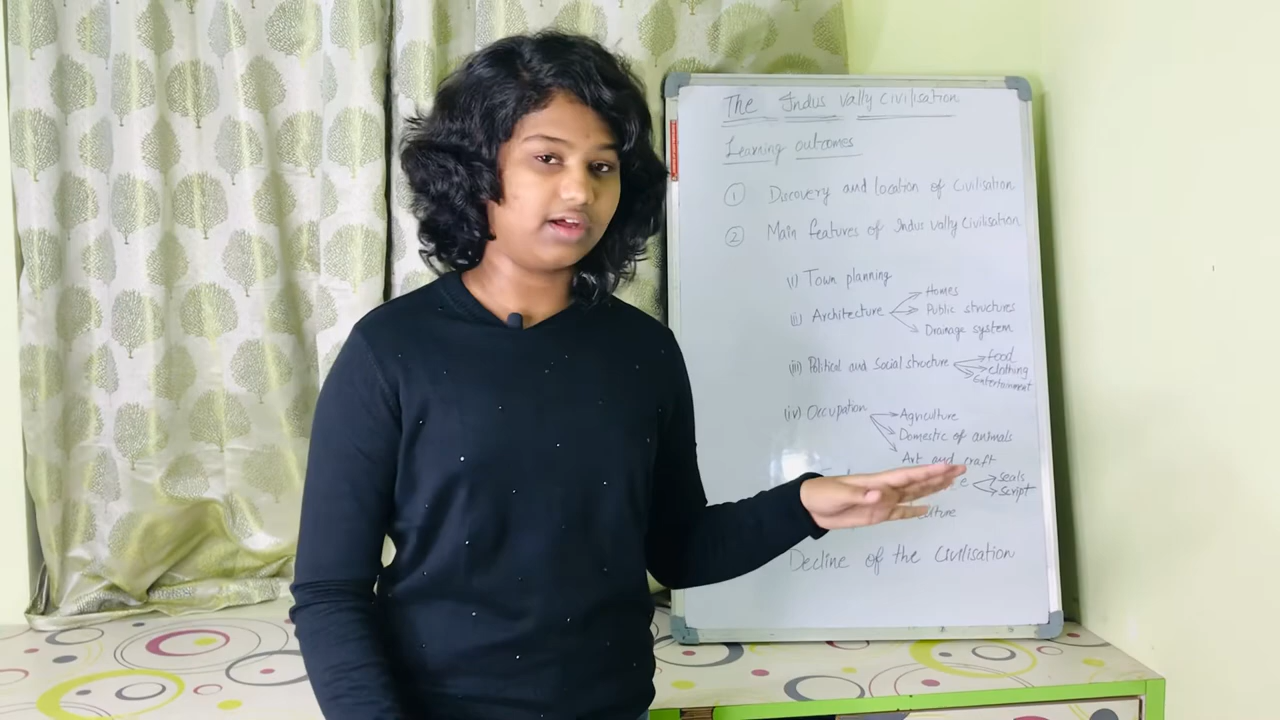 The Indus Vally Civilisation
Learning outcomes
① Discovery and location of Civilisation.
② Main features of Indus vally Civilisation
(i) Town planning
(ii) Architecture
Homes
Public structures
Drainage system
(iii) Political and Social structure
Food
Clothing
Entertainment
(iv) Occupation
Agriculture
Domestic of animals
Art and craft
Seals
Script
Decline of the Civilisation